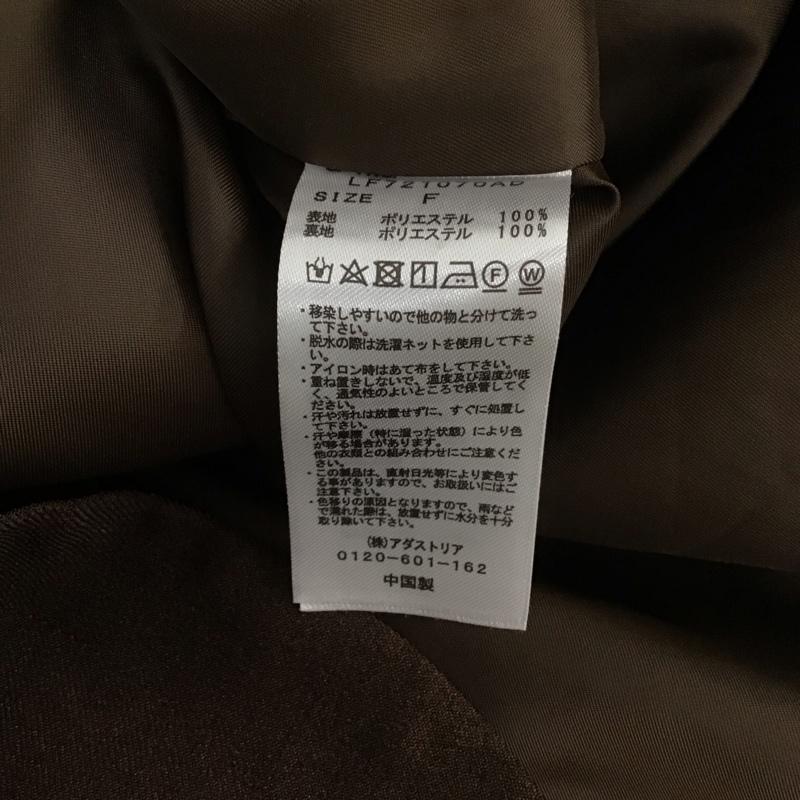 LF721070AD
SIZE F
表地 ポリエステル 100%
裏地 ポリエステル 100%
F W
・移染しやすいので他の物と分けて洗っ
て下さい。
・脱水の際は洗濯ネットを使用して下さ
い。
・アイロン時はあて布をして下さい。
・重ね置きしないで、温度及び湿度が低
く、通気性のよいところで保管してく
ださい。
・汗や汚れは放置せずに、すぐに処置し
て下さい。
・汗や摩擦（特に湿った状態）により色
が移る場合があります。
他の衣類との組み合わせにご注意くだ
さい。
・この製品は、直射日光等により変色す
る事がありますので、お取扱いにはご
注意下さい。
・色移りの原因となりますので、雨など
で濡れた際は、放置せずに水分を十分
取り除いて下さい。
(株)アダストリア
0120-601-162
中国製